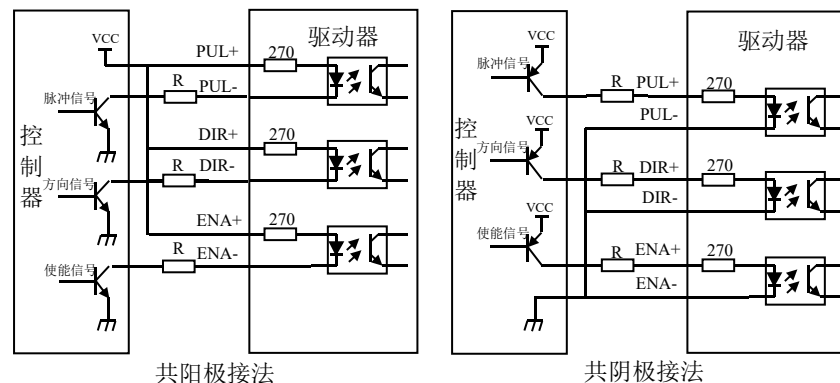 VCC
PUL+
270
驱动器
脉冲信号
R
PUL-
DIR+
270
控制器
方向信号
R
DIR-
ENA+
270
使能信号
R
ENA-
共阳极接法
VCC
驱动器
脉冲信号
R
PUL+
270
PUL-
控制器
VCC
方向信号
R
DIR+
270
DIR-
VCC
使能信号
R
ENA+
270
ENA-
共阴极接法